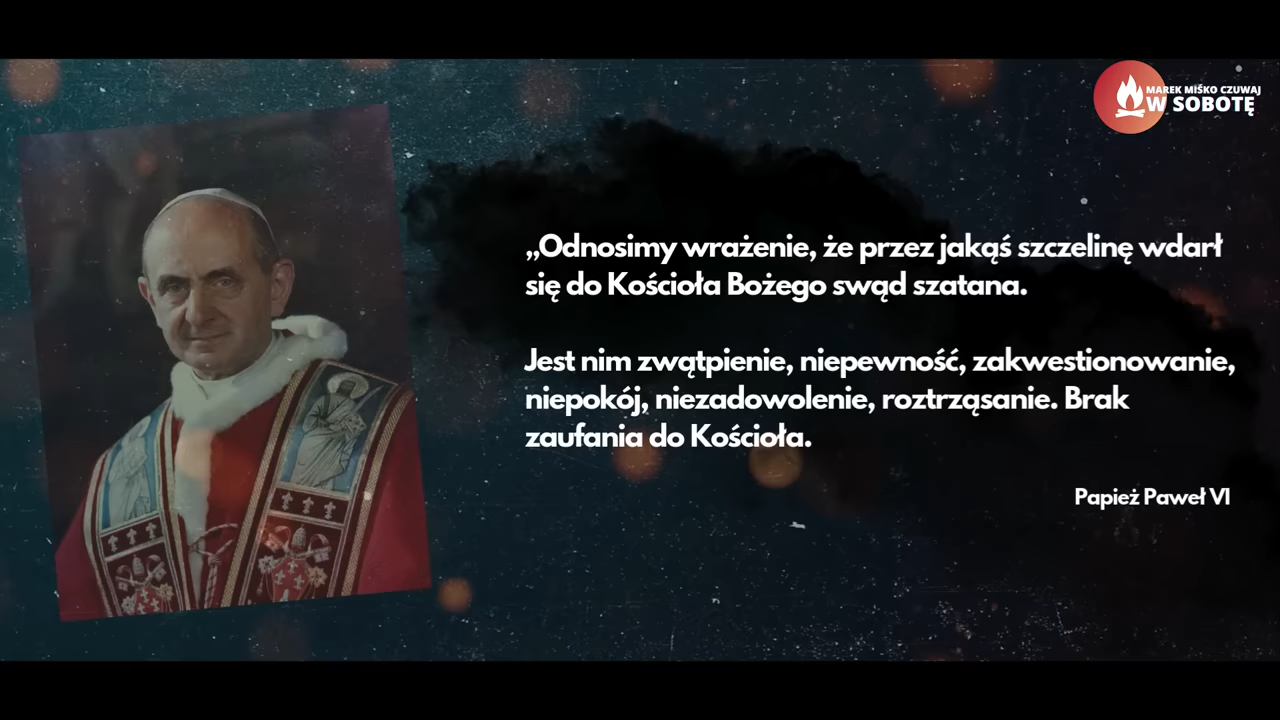 MAREK MIŚKO CZUWAJ
W SOBOTĘ
„Odnosimy wrażenie, że przez jakąś szczelinę wdarł
się do Kościoła Bożego swąd szatana.
Jest nim zwątpienie, niepewność, zakwestionowanie,
niepokój, niezadowolenie, roztrząsanie. Brak
zaufania do Kościoła.
Papież Paweł VI